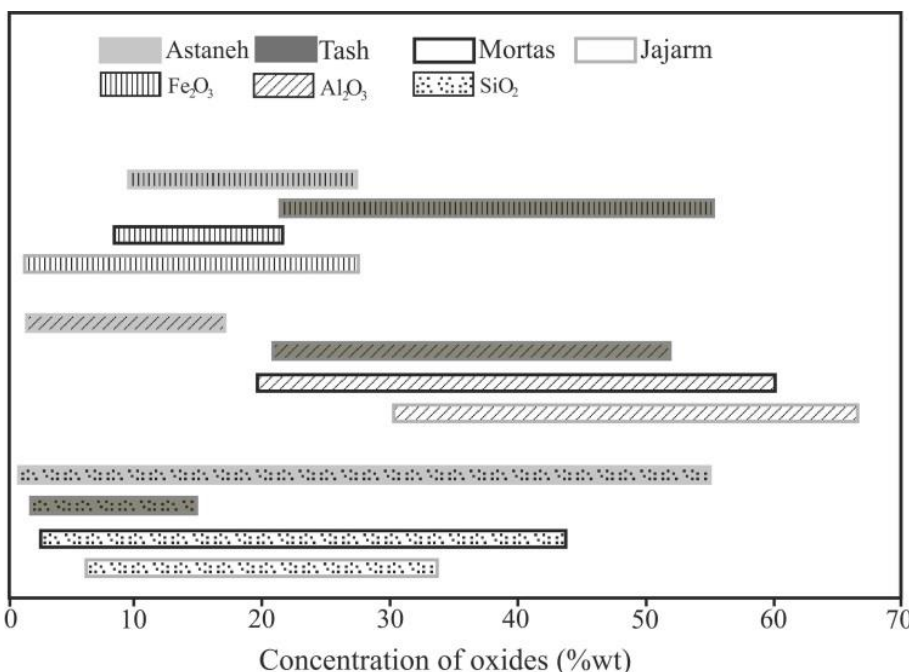 Astaneh Tash Mortas Jajarm
Fe₂O₃ Al₂O₃ SiO₂
0 10 20 30 40 50 60 70
Concentration of oxides (%wt)